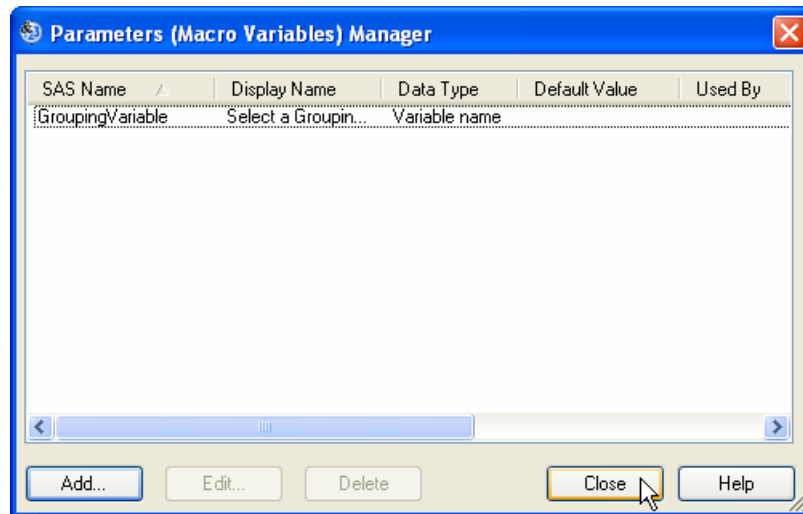 Parameters (Macro Variables) Manager
SAS Name Display Name Data Type Default Value Used By
GroupingVariable Select a Groupin... Variable name
Add... Edit... Delete Close Help